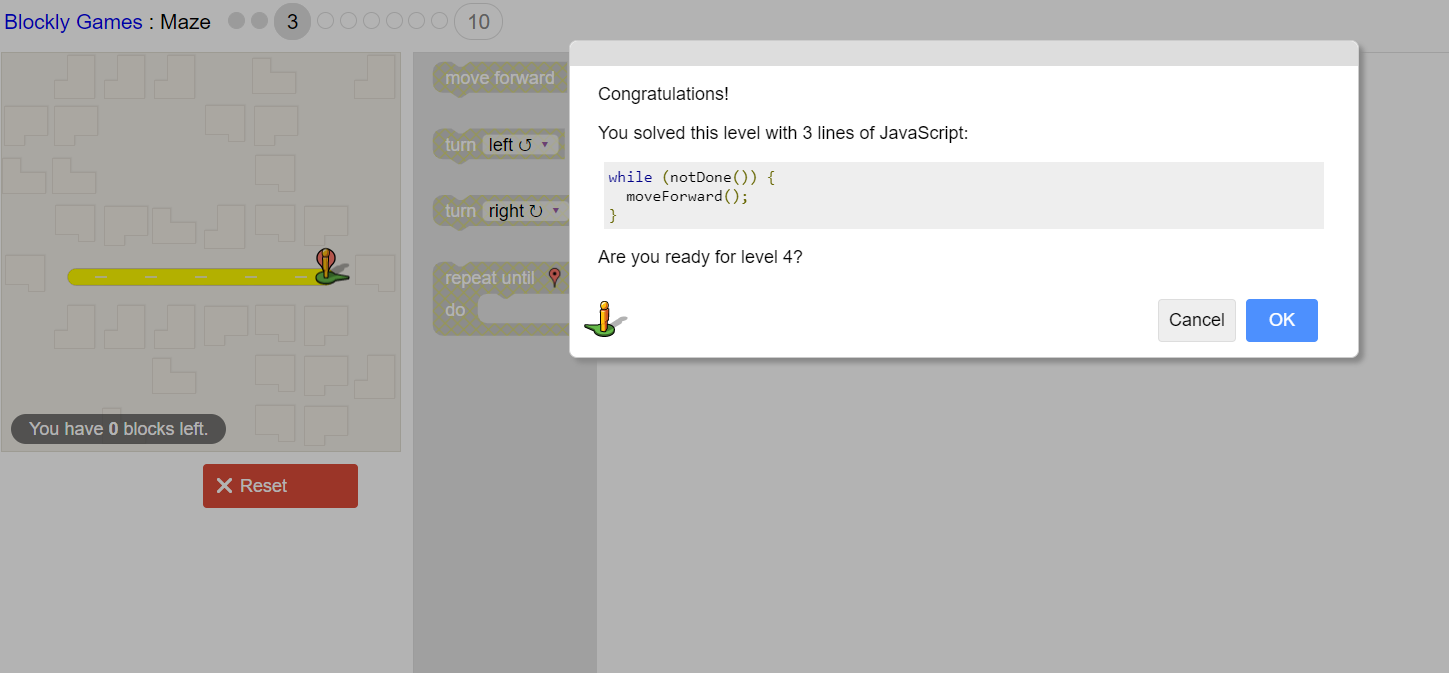 Blockly Games : Maze 3 10
move forward
turn left ↺ ▾
turn right ↻ ▾
repeat until
do
You have 0 blocks left.
Reset
Congratulations!
You solved this level with 3 lines of JavaScript:
while (notDone()) {
  moveForward();
}
Are you ready for level 4?
Cancel OK